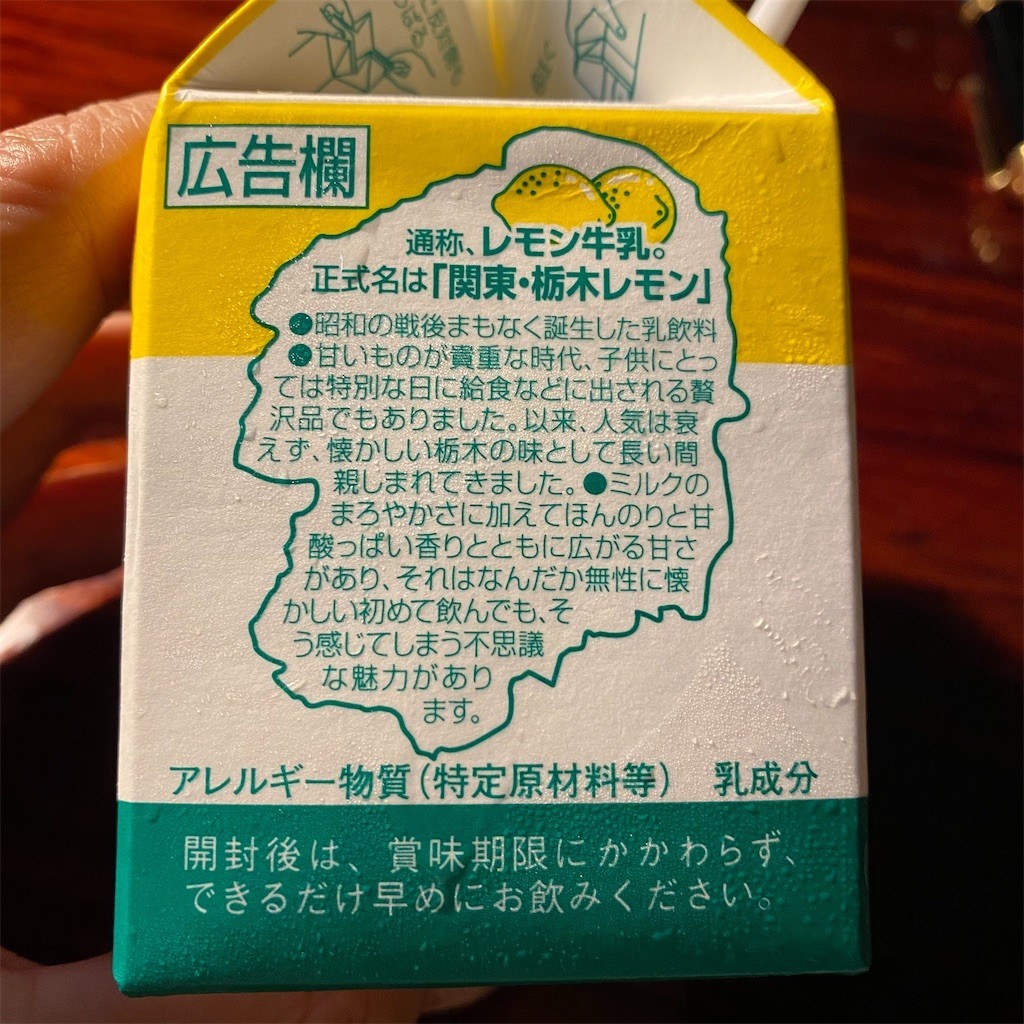 広告欄
通称、レモン牛乳。
正式名は「関東・栃木レモン」
●昭和の戦後まもなく誕生した乳飲料
●甘いものが貴重な時代、子供にとっ
ては特別な日に給食などに出される贅
沢品でもありました。以来、人気は衰
えず、懐かしい栃木の味として長い間
親しまれてきました。●ミルクの
まろやかさに加えてほんのりと甘
酸っぱい香りとともに広がる甘さ
があり、それはなんだか無性に懐
かしい初めて飲んでも、そ
う感じてしまう不思議
な魅力があり
ます。
アレルギー物質(特定原材料等) 乳成分
開封後は、賞味期限にかかわらず、
できるだけ早めにお飲みください。